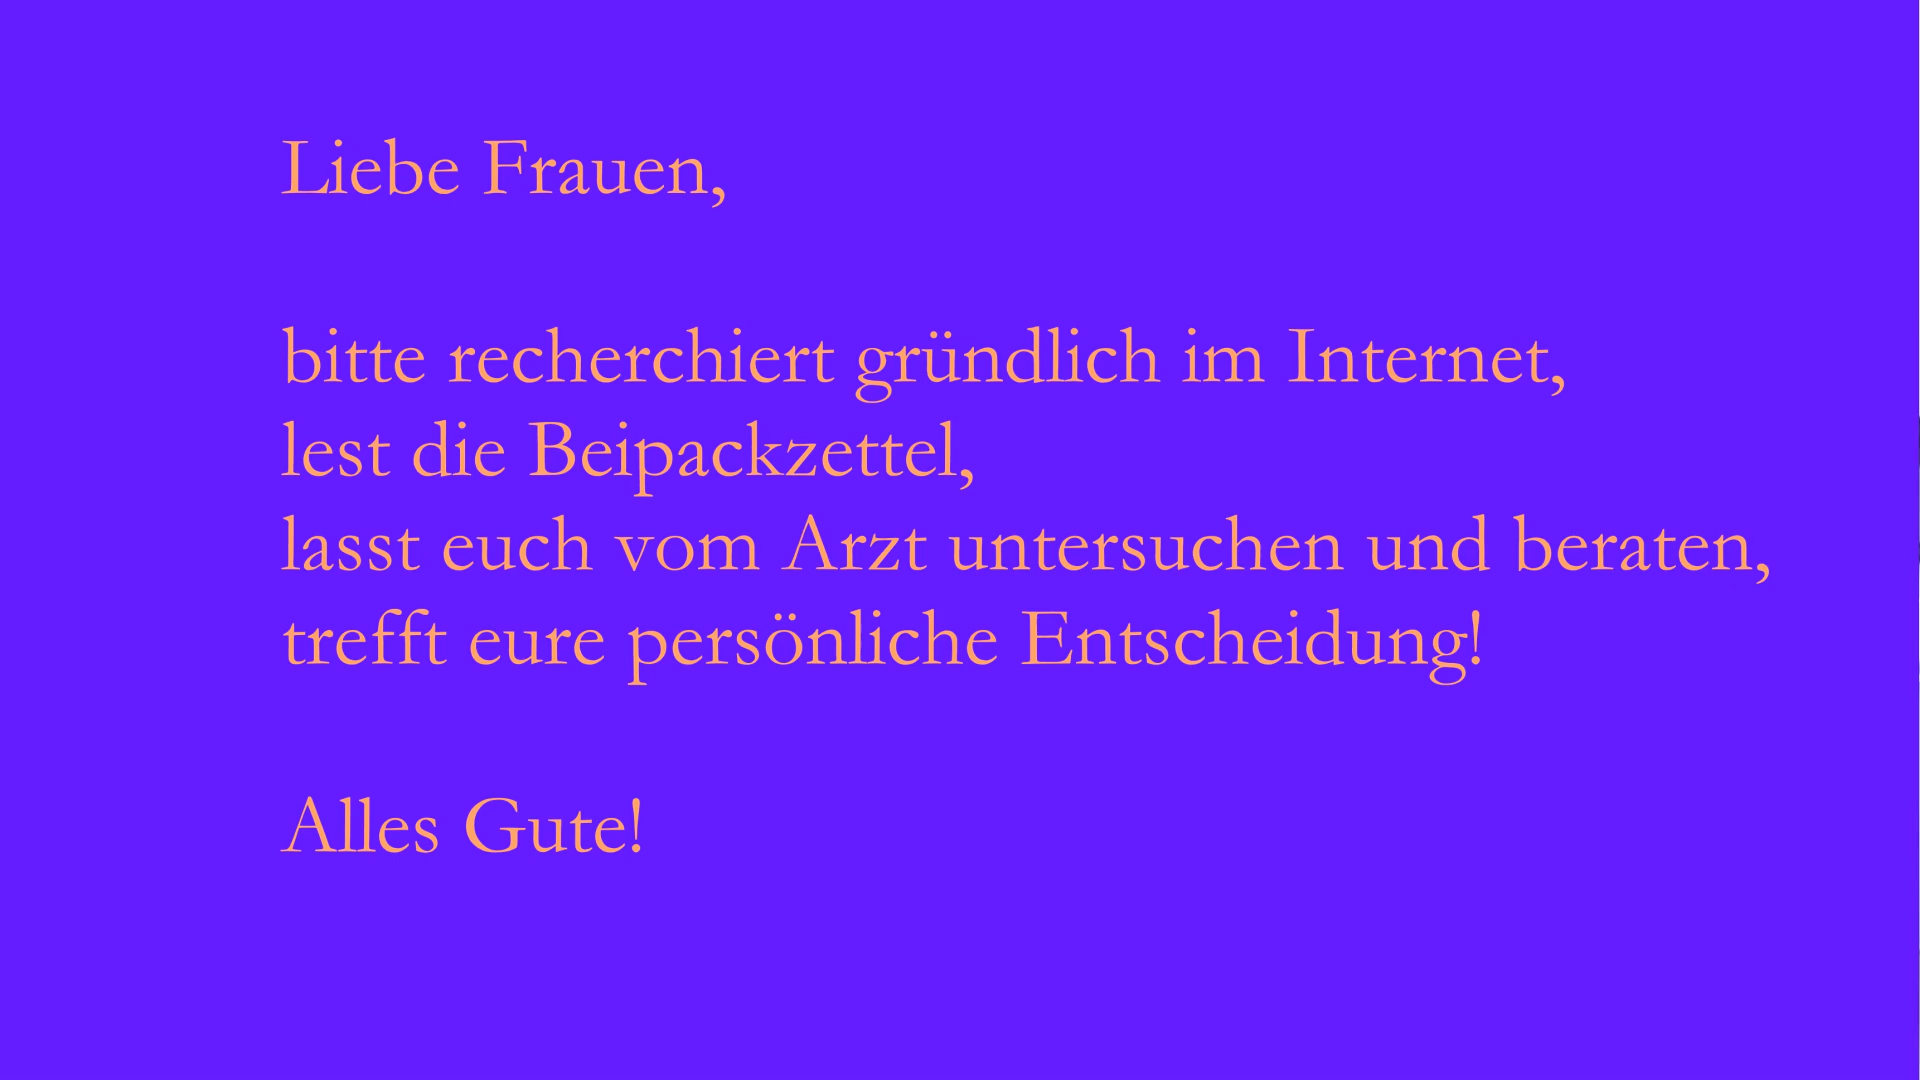 Liebe Frauen,
bitte recherchiert gründlich im Internet,
lest die Beipackzettel,
lasst euch vom Arzt untersuchen und beraten,
trefft eure persönliche Entscheidung!
Alles Gute!